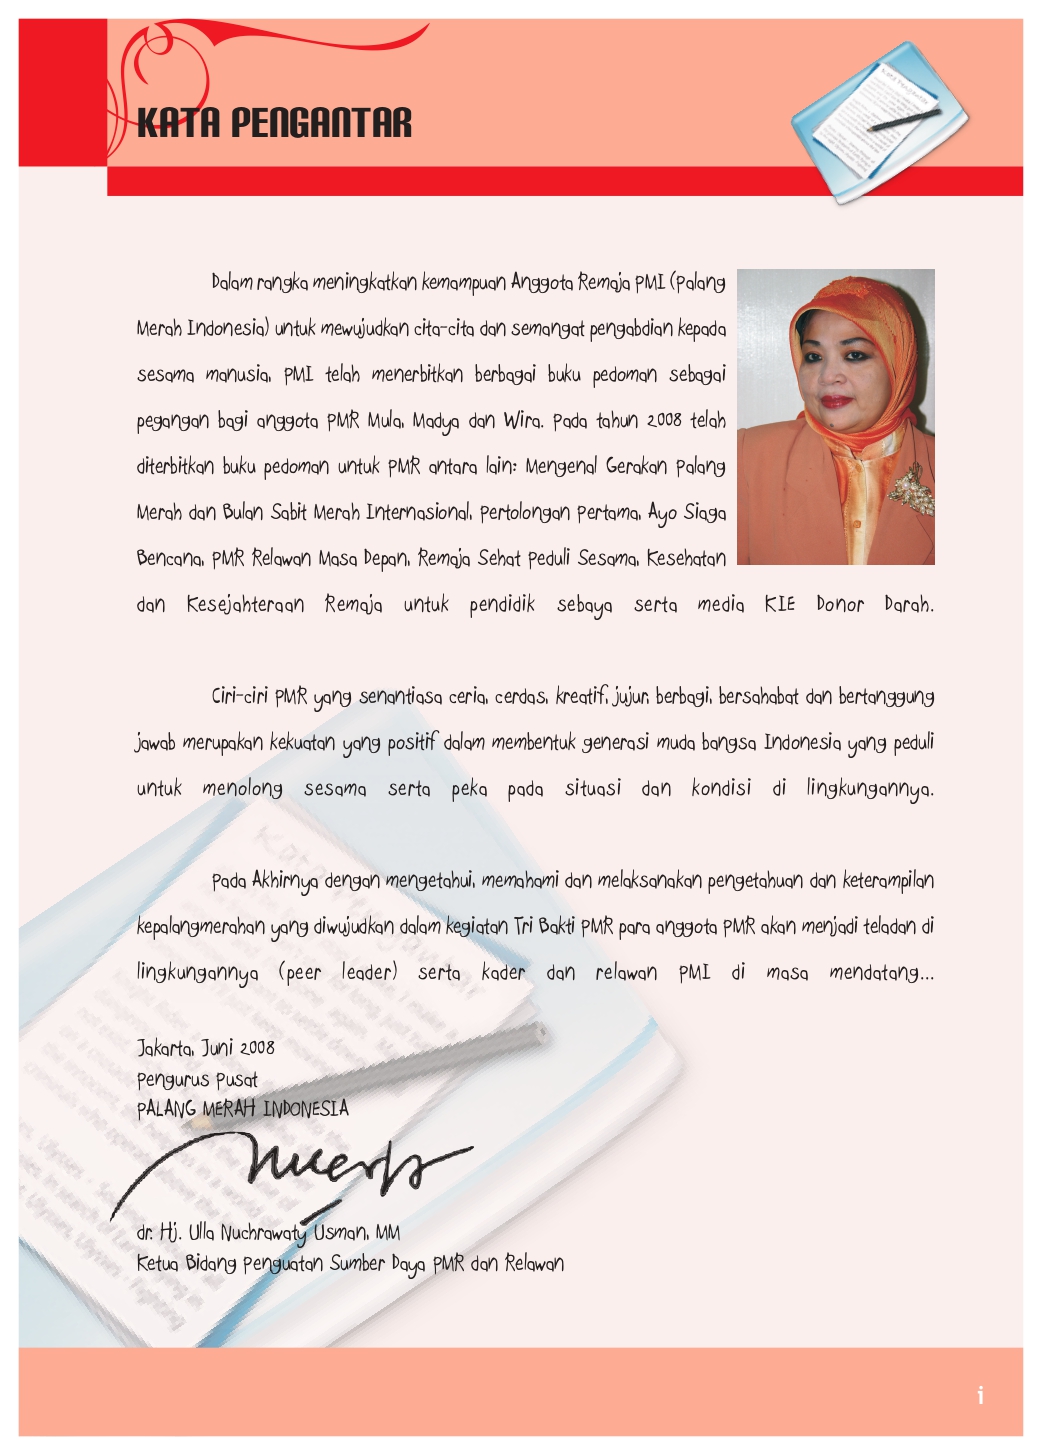 KATA PENGANTAR
Dalam rangka meningkatkan kemampuan Anggota Remaja PMI (Palang
Merah Indonesia) untuk mewujudkan cita-cita dan semangat pengabdian kepada
sesama manusia, PMI telah menerbitkan berbagai buku pedoman sebagai
pegangan bagi anggota PMR Mula, Madya dan Wira. Pada tahun 2008 telah
diterbitkan buku pedoman untuk PMR antara lain: Mengenal Gerakan Palang
Merah dan Bulan Sabit Merah Internasional, Pertolongan Pertama, Ayo Siaga
Bencana, PMR Relawan Masa Depan, Remaja Sehat Peduli Sesama, Kesehatan
dan Kesejahteraan Remaja untuk pendidik sebaya serta media KIE Donor Darah.
Ciri-ciri PMR yang senantiasa ceria, cerdas, kreatif, jujur, berbagi, bersahabat dan bertanggung
jawab merupakan kekuatan yang positif dalam membentuk generasi muda bangsa Indonesia yang peduli
untuk menolong sesama serta peka pada situasi dan kondisi di lingkungannya.
Pada Akhirnya dengan mengetahui, memahami dan melaksanakan pengetahuan dan keterampilan
kepalangmerahan yang diwujudkan dalam kegiatan Tri Bakti PMR para anggota PMR akan menjadi teladan di
lingkungannya (peer leader) serta kader dan relawan PMI di masa mendatang...
Jakarta, Juni 2008
Pengurus Pusat
PALANG MERAH INDONESIA
dr. Hj. Ulla Nuchrawaty Usman, MM
Ketua Bidang Penguatan Sumber Daya PMR dan Relawan
i